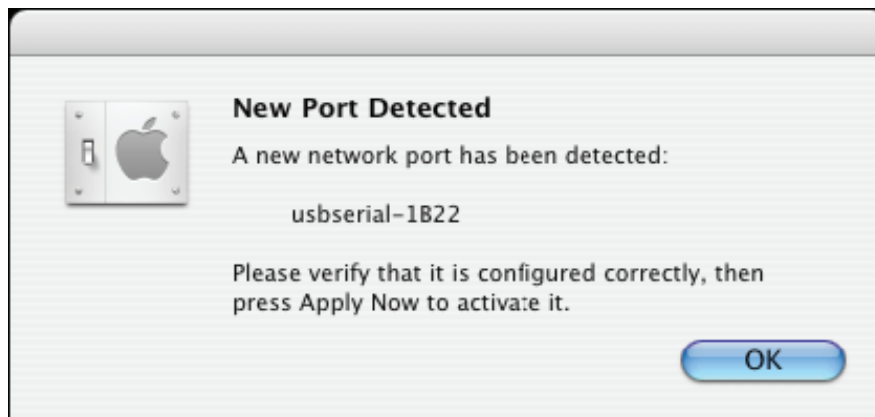 New Port Detected
A new network port has been detected:
usbserial-1B22
Please verify that it is configured correctly, then
press Apply Now to activate it.
OK